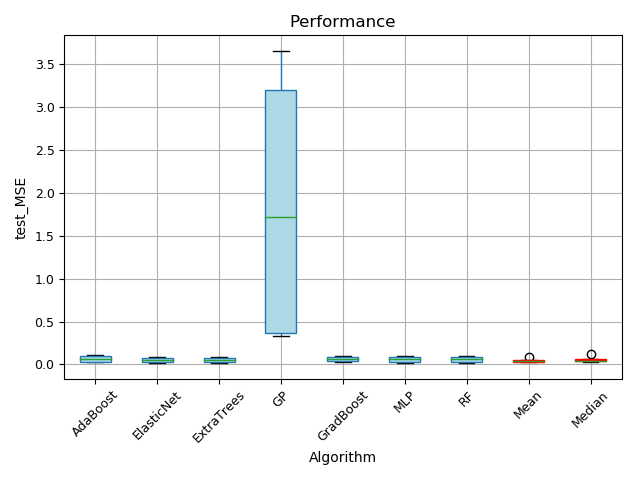 Performance
test_MSE
3.5
3.0
2.5
2.0
1.5
1.0
0.5
0.0
AdaBoost
ElasticNet
ExtraTrees
GP
GradBoost
MLP
RF
Mean
Median
Algorithm